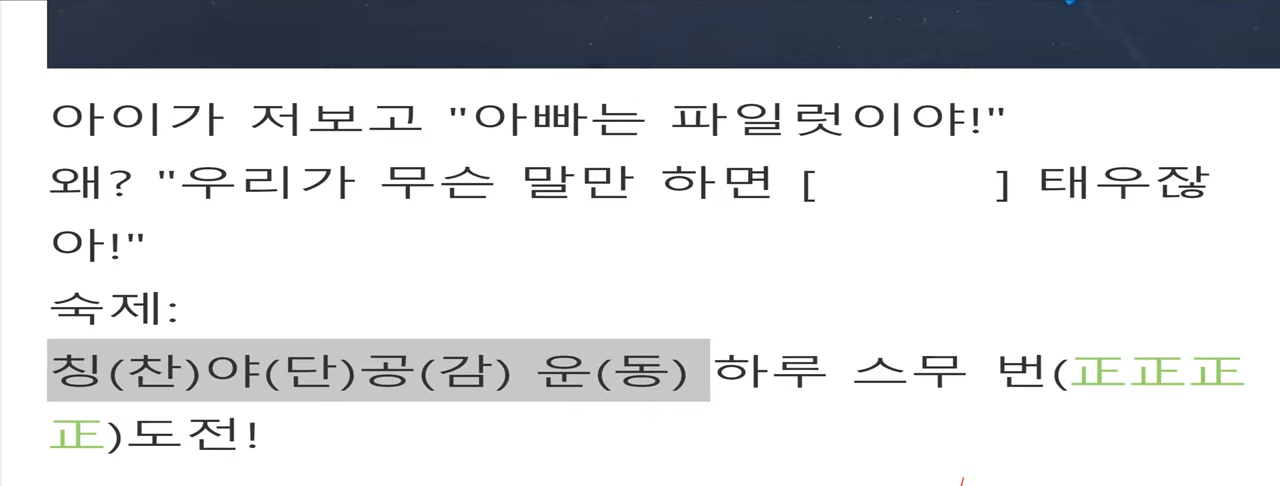 아이가 저보고 "아빠는 파일럿이야!"
왜? "우리가 무슨 말만 하면 [        ] 태우잖
아!"
숙제:
칭(찬)야(단)공(감) 운(동) 하루 스무 번(正正正
正)도전!